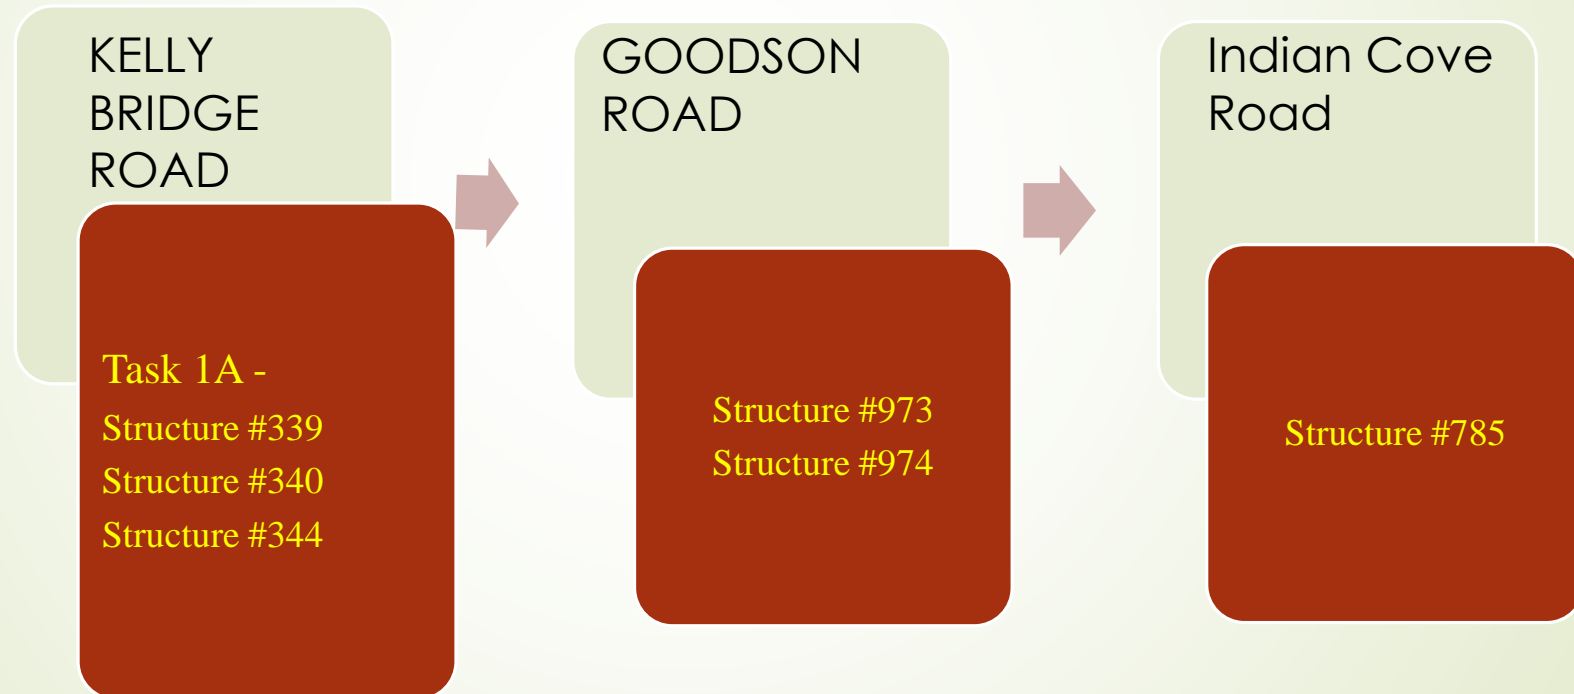 KELLY
BRIDGE
ROAD
Task 1A -
Structure #339
Structure #340
Structure #344
GOODSON
ROAD
Structure #973
Structure #974
Indian Cove
Road
Structure #785